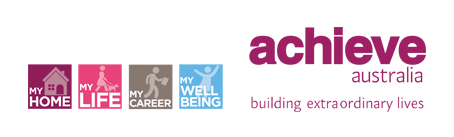 MY
HOME
MY
LIFE
MY
CAREER
MY
WELL
BEING
achieve
australia
building extraordinary lives